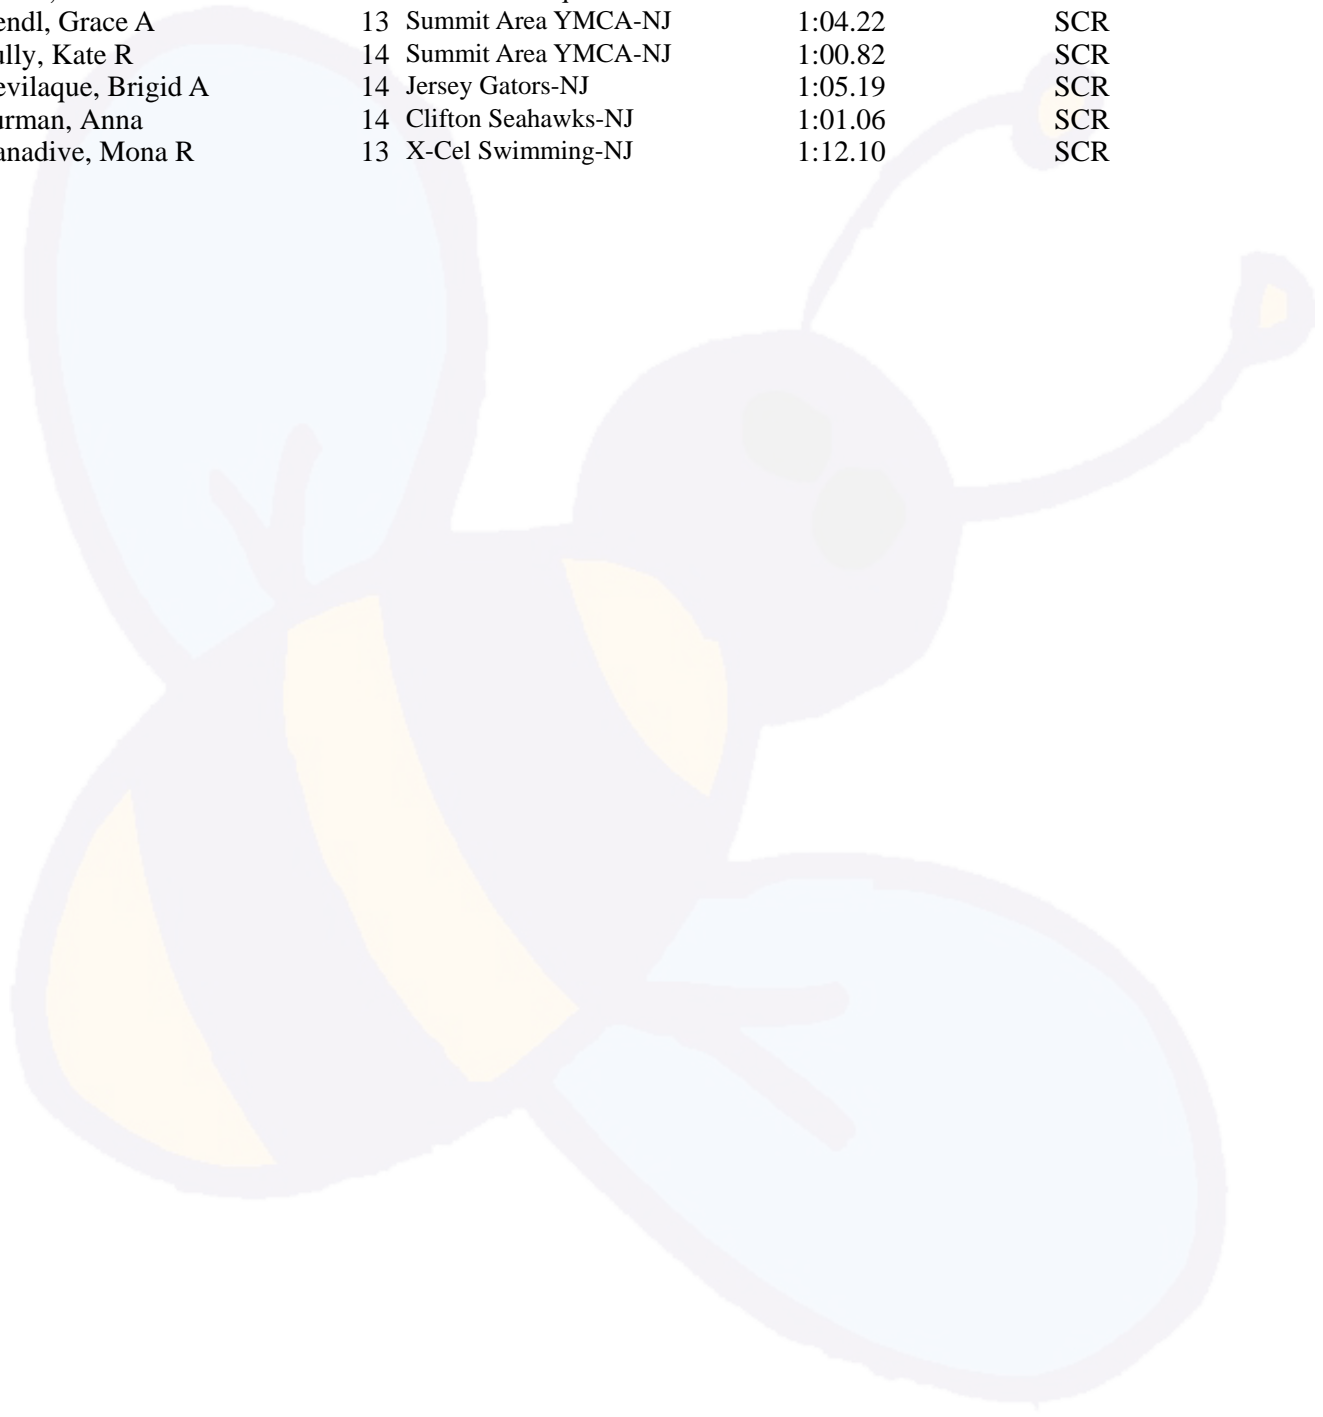 endl, Grace A 13 Summit Area YMCA-NJ 1:04.22 SCR
ully, Kate R 14 Summit Area YMCA-NJ 1:00.82 SCR
evilaque, Brigid A 14 Jersey Gators-NJ 1:05.19 SCR
urman, Anna 14 Clifton Seahawks-NJ 1:01.06 SCR
anadive, Mona R 13 X-Cel Swimming-NJ 1:12.10 SCR